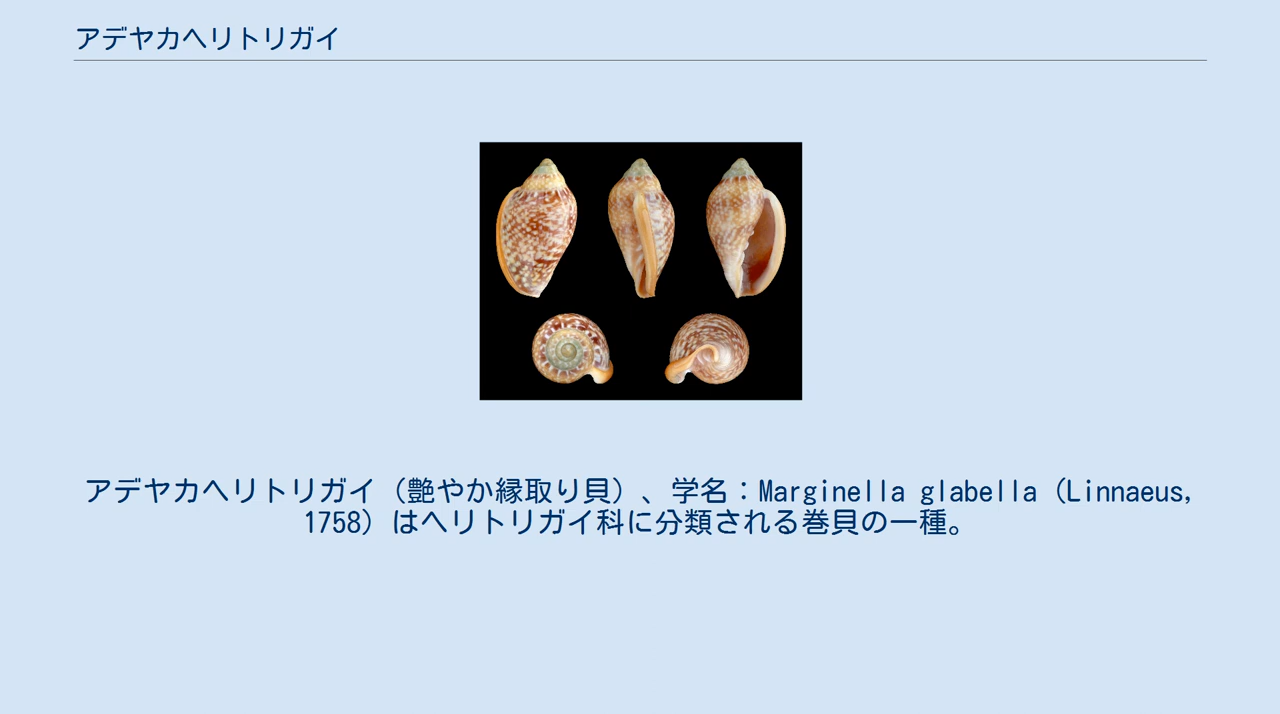 アデヤカヘリトリガイ
アデヤカヘリトリガイ（艶やか縁取り貝）、学名：Marginella glabella (Linnaeus,
1758) はヘリトリガイ科に分類される巻貝の一種。